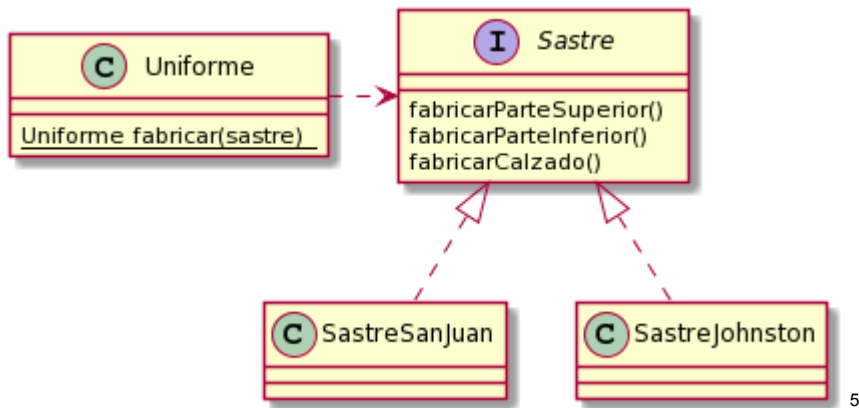 C Uniforme
Uniforme fabricar(sastre)
I Sastre
fabricarParteSuperior()
fabricarParteInferior()
fabricarCalzado()
C SastreSanJuan
C SastreJohnston
5